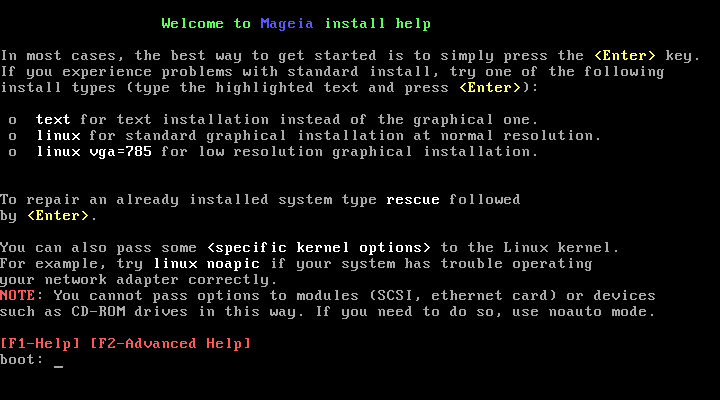 Welcome to Mageia install help
In most cases, the best way to get started is to simply press the <Enter> key.
If you experience problems with standard install, try one of the following
install types (type the highlighted text and press <Enter>):
o text for text installation instead of the graphical one.
o linux for standard graphical installation at normal resolution.
o linux vga=785 for low resolution graphical installation.
To repair an already installed system type rescue followed
by <Enter>.
You can also pass some <specific kernel options> to the Linux kernel.
For example, try linux noapic if your system has trouble operating
your network adapter correctly.
NOTE: You cannot pass options to modules (SCSI, ethernet card) or devices
such as CD-ROM drives in this way. If you need to do so, use noauto mode.
[F1-Help] [F2-Advanced Help]
boot: _